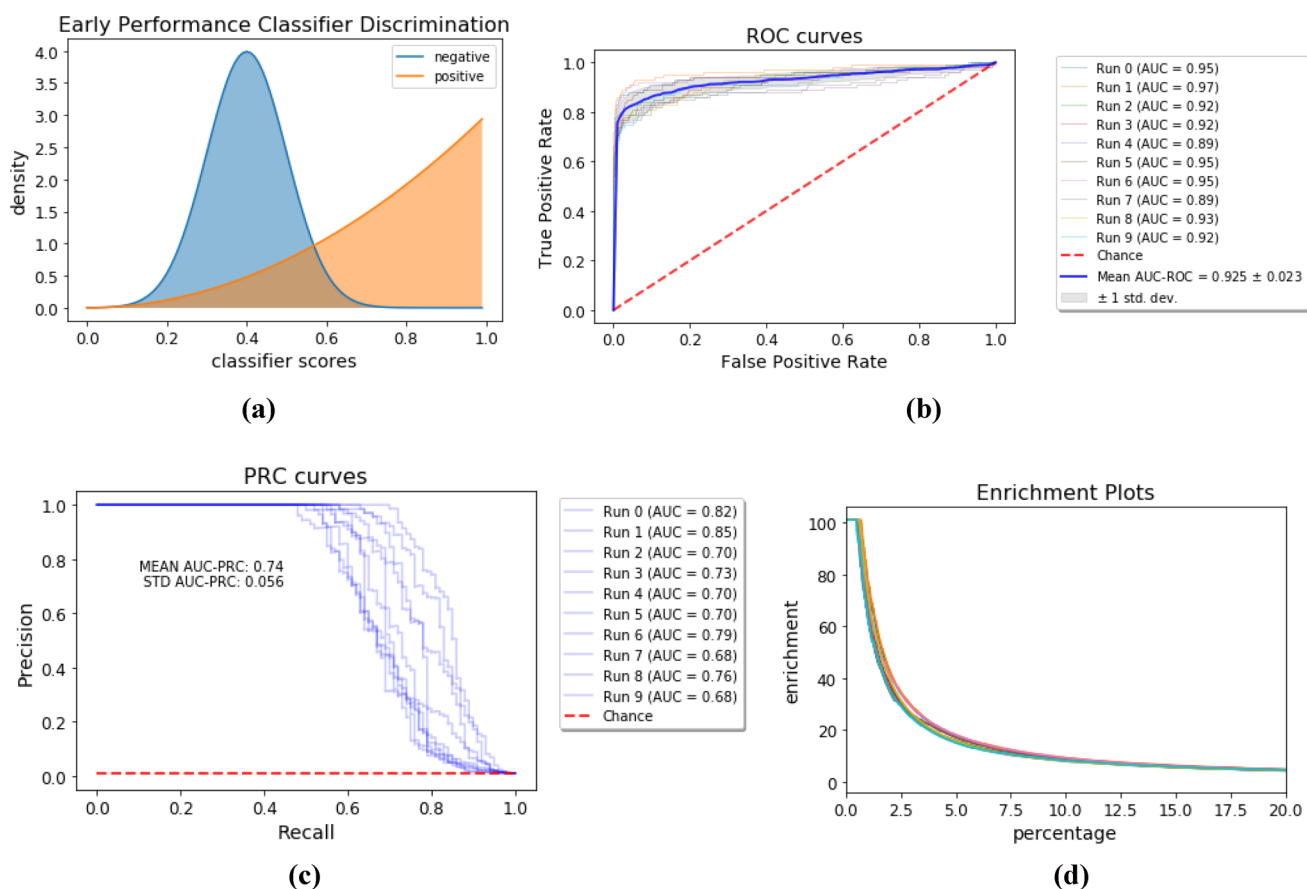 Early Performance Classifier Discrimination
negative
positive
4.0
3.5
3.0
2.5
2.0
1.5
1.0
0.5
0.0
density
0.0 0.2 0.4 0.6 0.8 1.0
classifier scores
(a)
ROC curves
1.0
0.8
0.6
0.4
0.2
0.0
True Positive Rate
0.0 0.2 0.4 0.6 0.8 1.0
False Positive Rate
Run 0 (AUC = 0.95)
Run 1 (AUC = 0.97)
Run 2 (AUC = 0.92)
Run 3 (AUC = 0.92)
Run 4 (AUC = 0.89)
Run 5 (AUC = 0.95)
Run 6 (AUC = 0.95)
Run 7 (AUC = 0.89)
Run 8 (AUC = 0.93)
Run 9 (AUC = 0.92)
Chance
Mean AUC-ROC = 0.925 ± 0.023
± 1 std. dev.
(b)
PRC curves
1.0
0.8
0.6
0.4
0.2
0.0
Precision
MEAN AUC-PRC: 0.74
STD AUC-PRC: 0.056
0.0 0.2 0.4 0.6 0.8 1.0
Recall
Run 0 (AUC = 0.82)
Run 1 (AUC = 0.85)
Run 2 (AUC = 0.70)
Run 3 (AUC = 0.73)
Run 4 (AUC = 0.70)
Run 5 (AUC = 0.70)
Run 6 (AUC = 0.79)
Run 7 (AUC = 0.68)
Run 8 (AUC = 0.76)
Run 9 (AUC = 0.68)
Chance
(c)
Enrichment Plots
100
80
60
40
20
0
enrichment
0.0 2.5 5.0 7.5 10.0 12.5 15.0 17.5 20.0
percentage
(d)